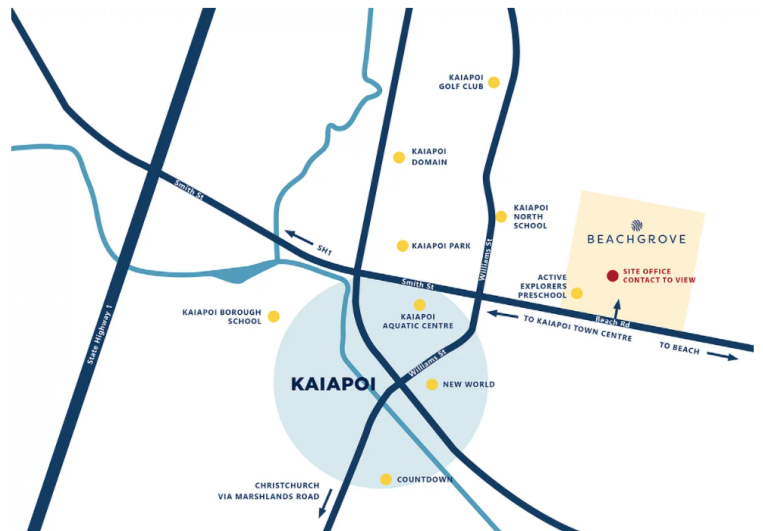 KAIAPOI
GOLF CLUB
KAIAPOI
DOMAIN
Smith St
KAIAPOI
NORTH
SCHOOL
BEACHGROVE
SH1
KAIAPOI PARK
Williams St
SITE OFFICE
CONTACT TO VIEW
ACTIVE
EXPLORERS
PRESCHOOL
Smith St
KAIAPOI BOROUGH
SCHOOL
KAIAPOI
AQUATIC CENTRE
TO KAIAPOI TOWN CENTRE
Beach Rd
TO BEACH
State Highway 1
Williams St
KAIAPOI
NEW WORLD
COUNTDOWN
CHRISTCHURCH
VIA MARSHLANDS ROAD